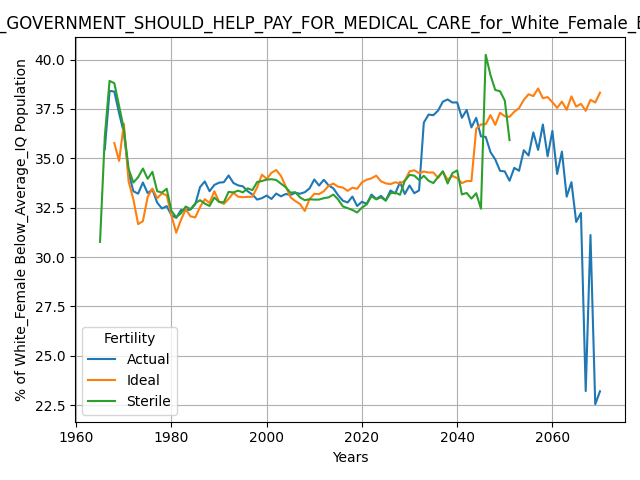 _GOVERNMENT_SHOULD_HELP_PAY_FOR_MEDICAL_CARE_for_White_Female_
% of White_Female Below_Average_IQ Population
40.0
37.5
35.0
32.5
30.0
27.5
25.0
22.5
Fertility
Actual
Ideal
Sterile
1960
1980
2000
2020
2040
2060
Years